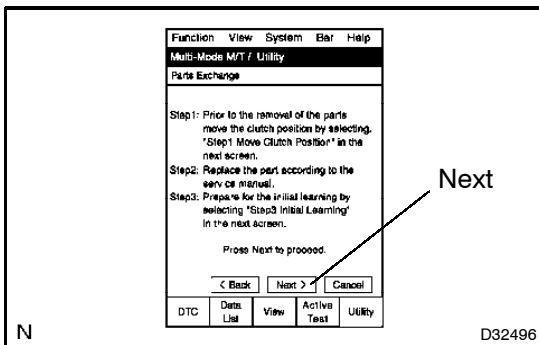 Function View System Bar Help
Multi-Mode M/T / Utility
Parts Exchange
Step1: Prior to the removal of the parts
move the clutch position by selecting.
"Step1 Move Clutch Position" in the
next screen.
Step2: Replace the part according to the
service manual.
Step3: Prepare for the initial learning by
selecting "Step3 Initial Learning"
in the next screen.
Press Next to proceed.
< Back Next > Cancel
DTC Data List View Active Test Utility
Next
N
D32496